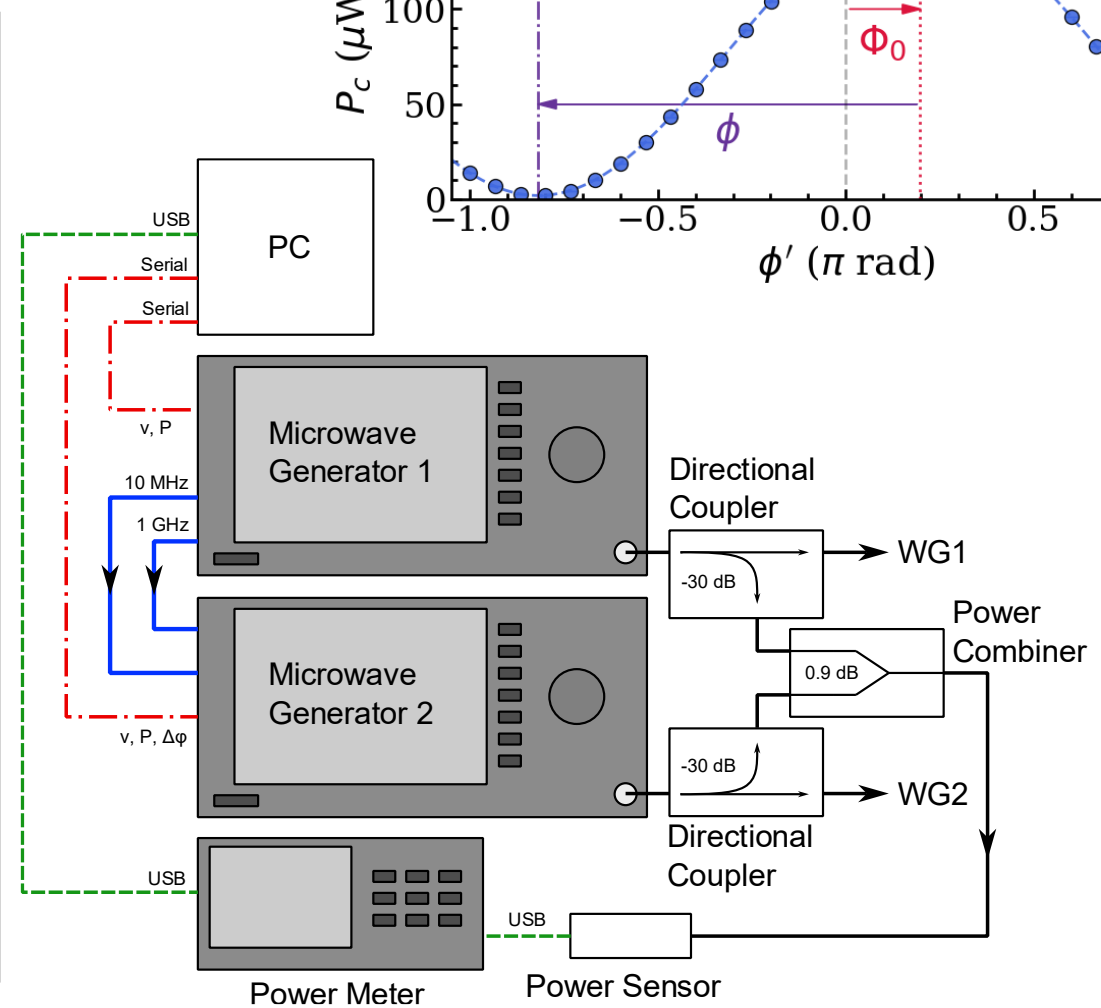 100
P_c (μW
Φ₀
50
ϕ
0
−1.0
−0.5
0.0
0.5
ϕ′ (π rad)
USB
PC
Serial
Serial
ν, P
Microwave
Generator 1
10 MHz
1 GHz
Directional
Coupler
-30 dB
WG1
Power
Combiner
0.9 dB
Microwave
Generator 2
ν, P, Δφ
-30 dB
WG2
Directional
Coupler
USB
USB
Power Meter
Power Sensor